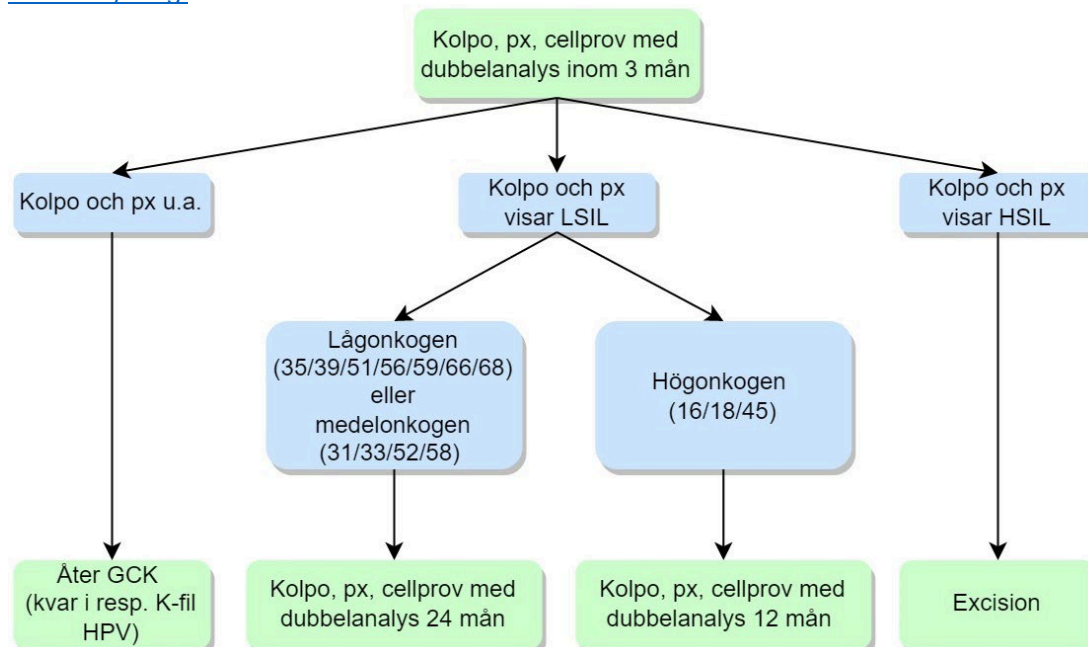 Kolpo, px, cellprov med
dubbelanalys inom 3 mån
Kolpo och px u.a.
Kolpo och px
visar LSIL
Kolpo och px
visar HSIL
Lågonkogen
(35/39/51/56/59/66/68)
eller
medelonkogen
(31/33/52/58)
Högonkogen
(16/18/45)
Åter GCK
(kvar i resp. K-fil
HPV)
Kolpo, px, cellprov med
dubbelanalys 24 mån
Kolpo, px, cellprov med
dubbelanalys 12 mån
Excision